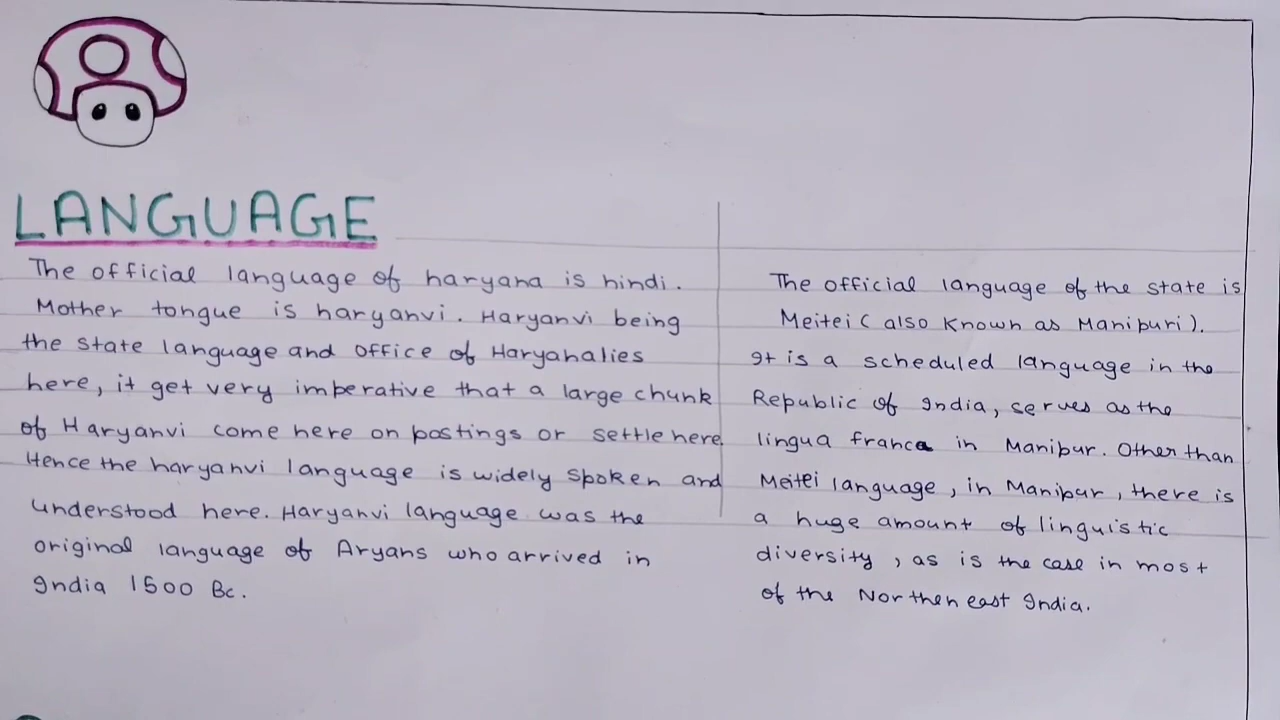 LANGUAGE
The official language of haryana is hindi.
Mother tongue is haryanvi. Haryanvi being
the state language and office of Haryanalies
here, it get very imperative that a large chunk
of Haryanvi come here on postings or settle here
Hence the haryanvi language is widely spoken and
understood here. Haryanvi language was the
original language of Aryans who arrived in
India 1500 Bc.
The official language of the state is
Meitei ( also known as Manipuri ).
It is a scheduled language in the
Republic of India, serves as the
lingua franca in Manipur. Other than
Meitei language, in Manipur, there is
a huge amount of linguistic
diversity, as is the case in most
of the Northen east India.